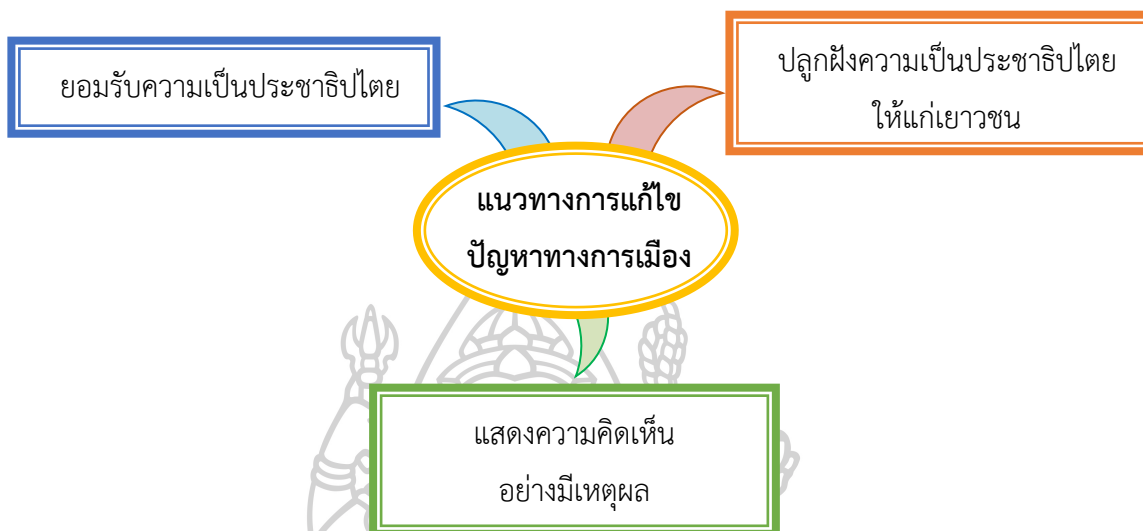 ยอมรับความเป็นประชาธิปไตย
ปลูกฝังความเป็นประชาธิปไตย
ให้แก่เยาวชน
แนวทางการแก้ไข
ปัญหาทางการเมือง
แสดงความคิดเห็น
อย่างมีเหตุผล